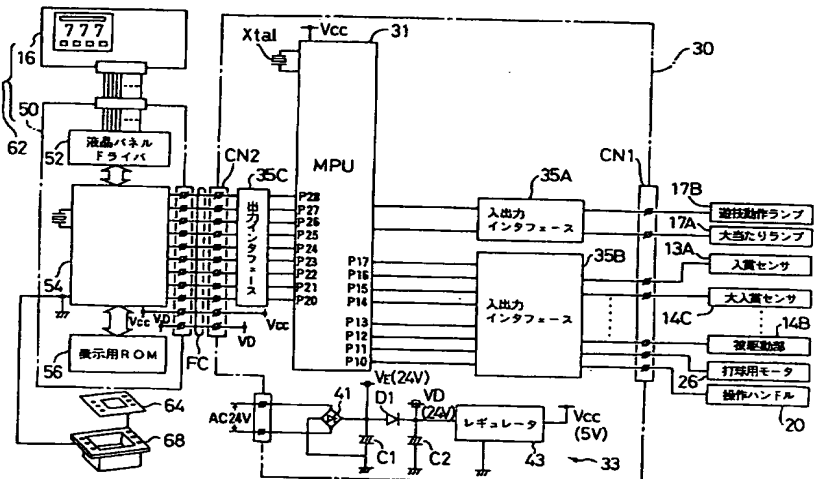 16
777
50
62
液晶パネル
ドライバ
52
54
Vcc
VD
表示用ROM
56
64
68
FC
CN2
35C
出力インタフェース
Vcc
VD
Xtal
Vcc
31
MPU
P28
P27
P26
P25
P24
P23
P22
P21
P20
P17
P16
P15
P14
P13
P12
P11
P10
30
35A
入出力
インタフェース
35B
入出力
インタフェース
CN1
17B
遊技動作ランプ
17A
大当たりランプ
13A
入賞センサ
大入賞センサ
14C
14B
被駆動部
打球用モータ
26
操作ハンドル
20
AC24V
41
VE(24V)
D1
VD
(24V)
C1
C2
レギュレータ
43
Vcc
(5V)
33